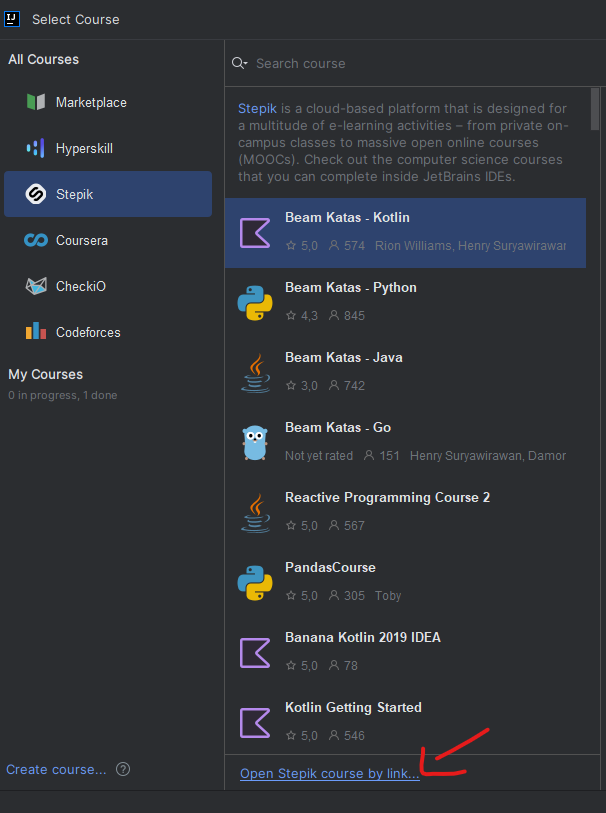 IJ
Select Course
All Courses
Marketplace
Hyperskill
Stepik
Coursera
CheckiO
Codeforces
My Courses
0 in progress, 1 done
Create course... ?
Search course
Stepik is a cloud-based platform that is designed for
a multitude of e-learning activities – from private on-
campus classes to massive open online courses
(MOOCs). Check out the computer science courses
that you can complete inside JetBrains IDEs.
Beam Katas - Kotlin
5,0 574 Rion Williams, Henry Suryawirawar
Beam Katas - Python
4,3 845
Beam Katas - Java
3,0 742
Beam Katas - Go
Not yet rated 151 Henry Suryawirawan, Damor
Reactive Programming Course 2
5,0 567
PandasCourse
5,0 305 Toby
Banana Kotlin 2019 IDEA
5,0 78
Kotlin Getting Started
5,0 546
Open Stepik course by link...